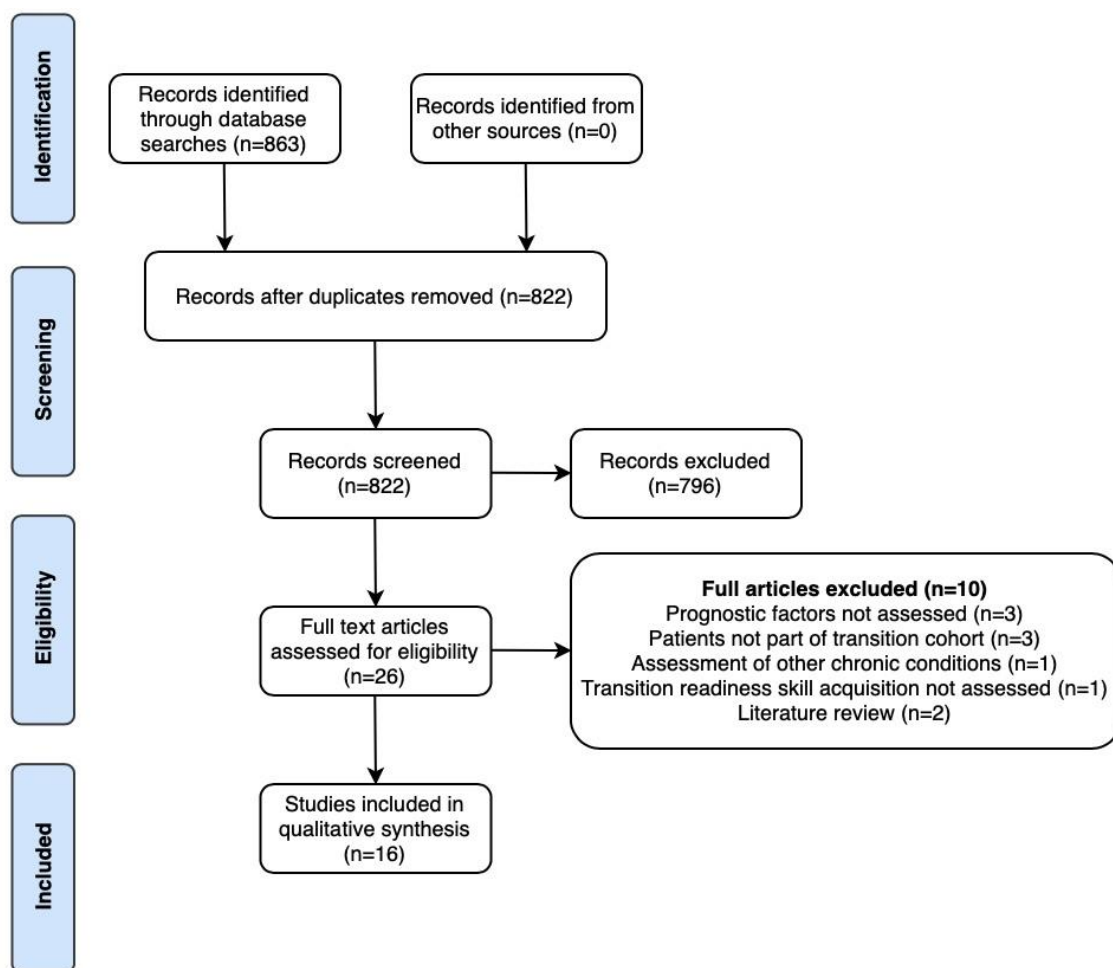 Identification
Records identified
through database
searches (n=863)
Records identified from
other sources (n=0)
Screening
Records after duplicates removed (n=822)
Records screened
(n=822)
Records excluded
(n=796)
Eligibility
Full text articles
assessed for eligibility
(n=26)
Full articles excluded (n=10)
Prognostic factors not assessed (n=3)
Patients not part of transition cohort (n=3)
Assessment of other chronic conditions (n=1)
Transition readiness skill acquisition not assessed (n=1)
Literature review (n=2)
Included
Studies included in
qualitative synthesis
(n=16)